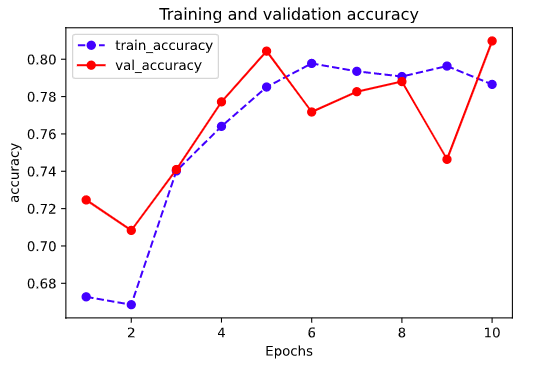 Training and validation accuracy
train_accuracy
val_accuracy
0.80
0.78
0.76
0.74
0.72
0.70
0.68
accuracy
2 4 6 8 10
Epochs